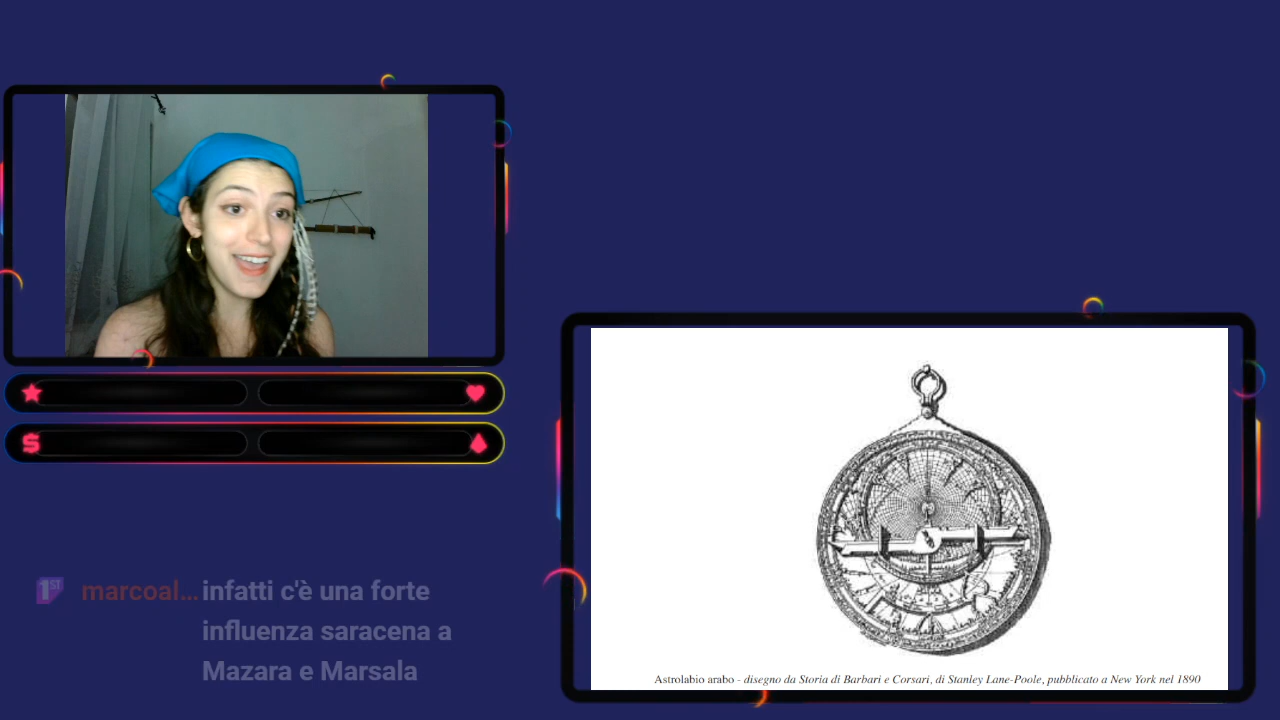 1ST marcoal... infatti c'è una forte
influenza saracena a
Mazara e Marsala
Astrolabio arabo - disegno da Storia di Barbari e Corsari, di Stanley Lane-Poole, pubblicato a New York nel 1890